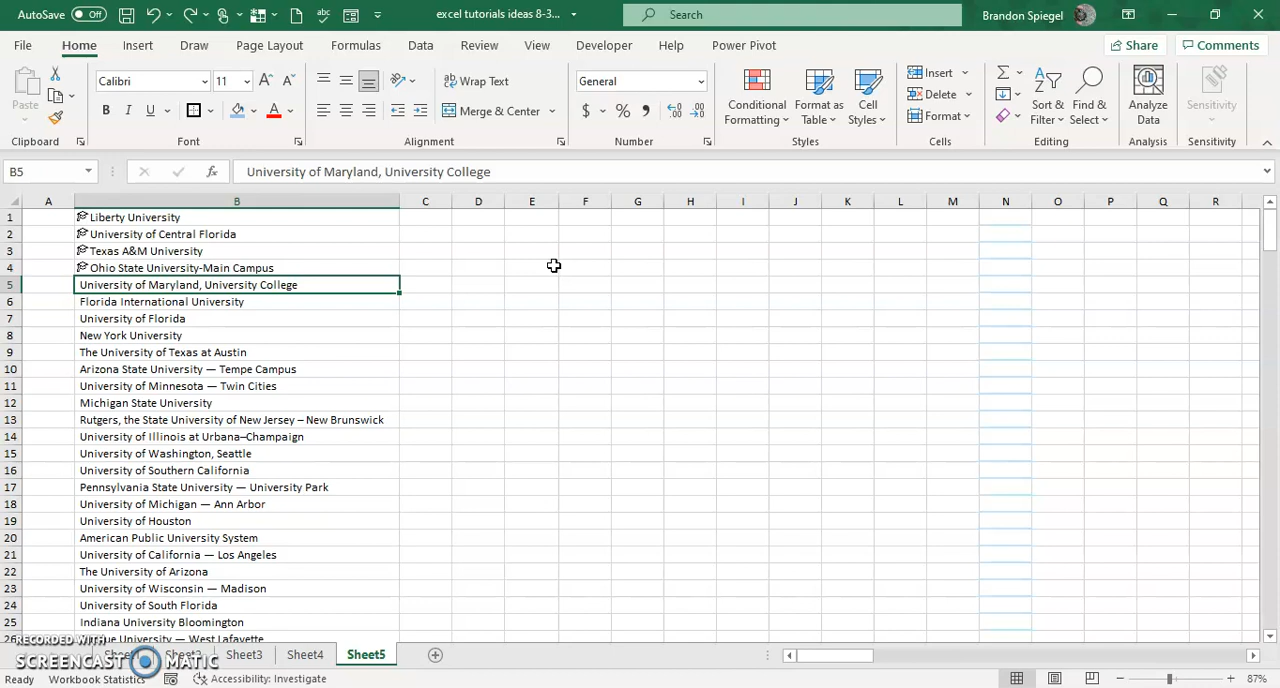 AutoSave Off excel tutorials ideas 8-3... Search Brandon Spiegel
File Home Insert Draw Page Layout Formulas Data Review View Developer Help Power Pivot Share Comments
Paste Calibri 11 Wrap Text General Conditional Formatting Format as Table Cell Styles Insert Sort & Filter Find & Select Analyze Data Sensitivity
B I U Merge & Center $ % Delete
Format
Clipboard Font Alignment Number Styles Cells Editing Analysis Sensitivity
B5 fx University of Maryland, University College
A B C D E F G H I J K L M N O P Q R
1 Liberty University
2 University of Central Florida
3 Texas A&M University
4 Ohio State University-Main Campus
5 University of Maryland, University College
6 Florida International University
7 University of Florida
8 New York University
9 The University of Texas at Austin
10 Arizona State University — Tempe Campus
11 University of Minnesota — Twin Cities
12 Michigan State University
13 Rutgers, the State University of New Jersey – New Brunswick
14 University of Illinois at Urbana–Champaign
15 University of Washington, Seattle
16 University of Southern California
17 Pennsylvania State University — University Park
18 University of Michigan — Ann Arbor
19 University of Houston
20 American Public University System
21 University of California — Los Angeles
22 The University of Arizona
23 University of Wisconsin — Madison
24 University of South Florida
25 Indiana University Bloomington
26 University — West Lafayette
RECORDED WITH
SCREENCAST MATIC
Sheet3 Sheet4 Sheet5
Ready Workbook Statistics Accessibility: Investigate 87%